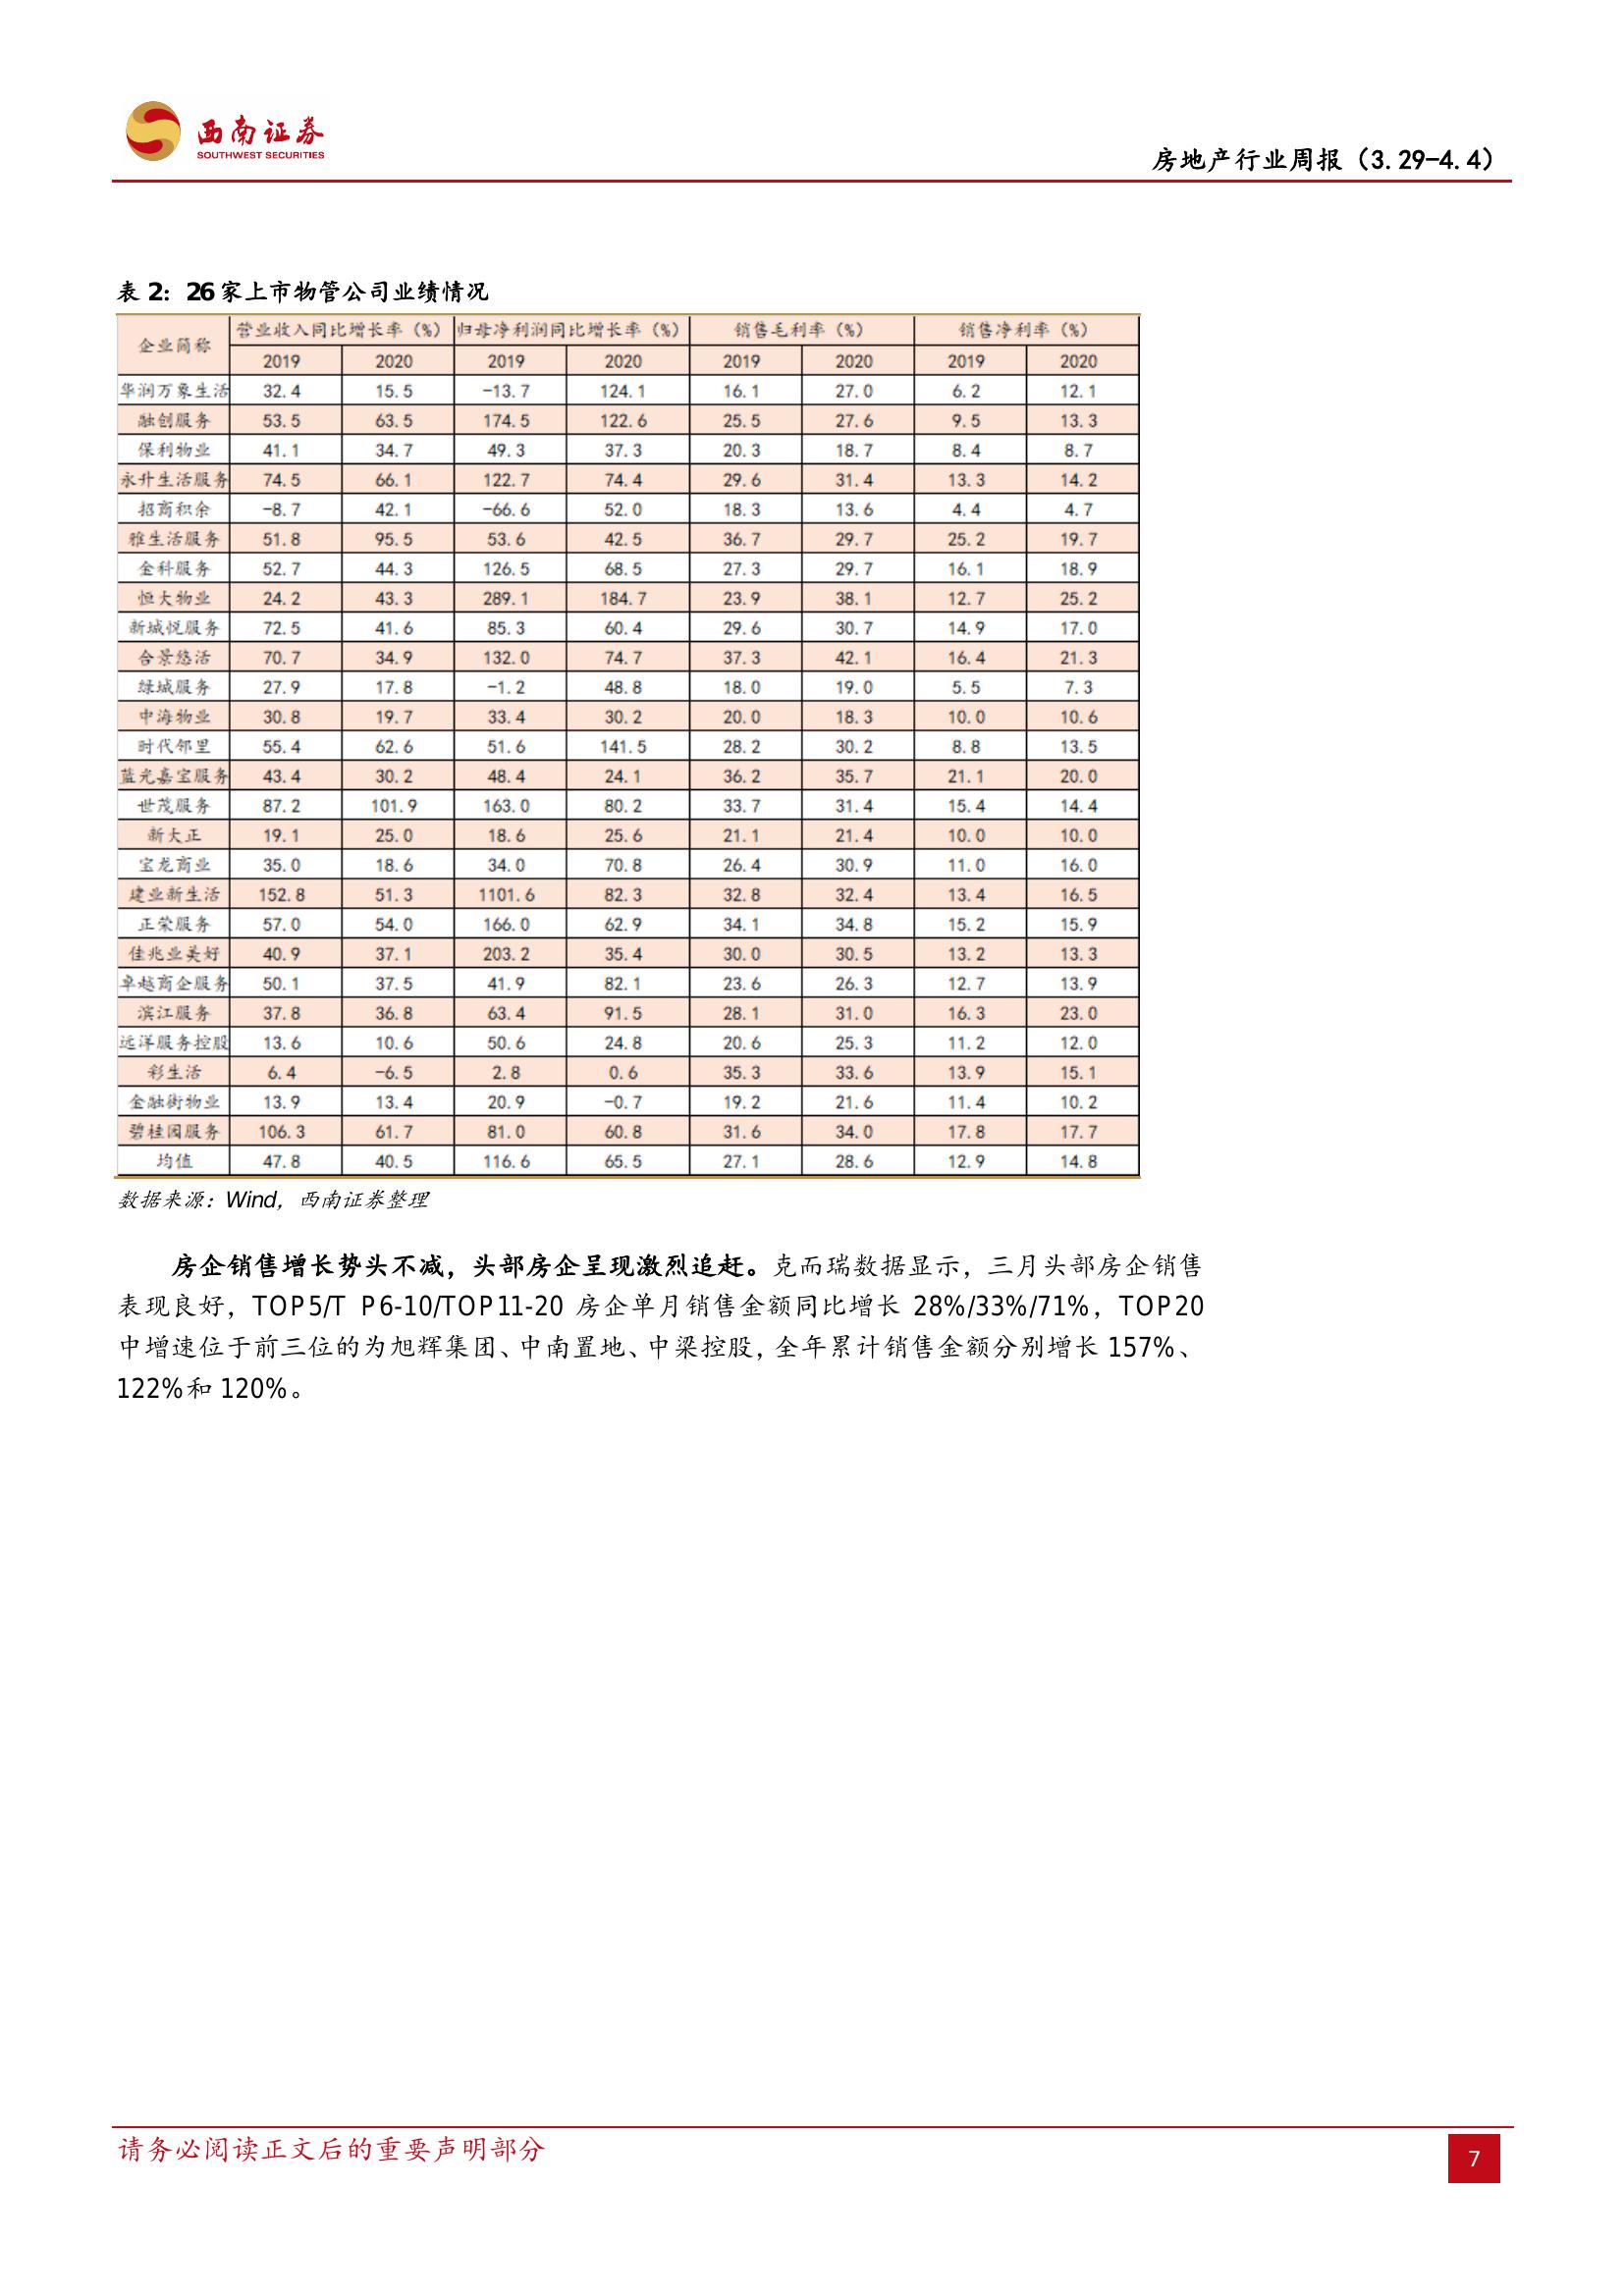 西南证券
SOUTHWEST SECURITIES
房地产行业周报（3.29-4.4）
表 2：26 家上市物管公司业绩情况
企业简称 营业收入同比增长率（%） 归母净利润同比增长率（%） 销售毛利率（%） 销售净利率（%）
2019 2020 2019 2020 2019 2020 2019 2020
华润万象生活 32.4 15.5 -13.7 124.1 16.1 27.0 6.2 12.1
融创服务 53.5 63.5 174.5 122.6 25.5 27.6 9.5 13.3
保利物业 41.1 34.7 49.3 37.3 20.3 18.7 8.4 8.7
永升生活服务 74.5 66.1 122.7 74.4 29.6 31.4 13.3 14.2
招商积余 -8.7 42.1 -66.6 52.0 18.3 13.6 4.4 4.7
雅生活服务 51.8 95.5 53.6 42.5 36.7 29.7 25.2 19.7
金科服务 52.7 44.3 126.5 68.5 27.3 29.7 16.1 18.9
恒大物业 24.2 43.3 289.1 184.7 23.9 38.1 12.7 25.2
新城悦服务 72.5 41.6 85.3 60.4 29.6 30.7 14.9 17.0
合景悠活 70.7 34.9 132.0 74.7 37.3 42.1 16.4 21.3
绿城服务 27.9 17.8 -1.2 48.8 18.0 19.0 5.5 7.3
中海物业 30.8 19.7 33.4 30.2 20.0 18.3 10.0 10.6
时代邻里 55.4 62.6 51.6 141.5 28.2 30.2 8.8 13.5
蓝光嘉宝服务 43.4 30.2 48.4 24.1 36.2 35.7 21.1 20.0
世茂服务 87.2 101.9 163.0 80.2 33.7 31.4 15.4 14.4
新大正 19.1 25.0 18.6 25.6 21.1 21.4 10.0 10.0
宝龙商业 35.0 18.6 34.0 70.8 26.4 30.9 11.0 16.0
建业新生活 152.8 51.3 1101.6 82.3 32.8 32.4 13.4 16.5
正荣服务 57.0 54.0 166.0 62.9 34.1 34.8 15.2 15.9
佳兆业美好 40.9 37.1 203.2 35.4 30.0 30.5 13.2 13.3
卓越商企服务 50.1 37.5 41.9 82.1 23.6 26.3 12.7 13.9
滨江服务 37.8 36.8 63.4 91.5 28.1 31.0 16.3 23.0
远洋服务控股 13.6 10.6 50.6 24.8 20.6 25.3 11.2 12.0
彩生活 6.4 -6.5 2.8 0.6 35.3 33.6 13.9 15.1
金融街物业 13.9 13.4 20.9 -0.7 19.2 21.6 11.4 10.2
碧桂园服务 106.3 61.7 81.0 60.8 31.6 34.0 17.8 17.7
均值 47.8 40.5 116.6 65.5 27.1 28.6 12.9 14.8
数据来源：Wind，西南证券整理
房企销售增长势头不减，头部房企呈现激烈追赶。克而瑞数据显示，三月头部房企销售
表现良好，TOP5/T P6-10/TOP11-20 房企单月销售金额同比增长 28%/33%/71%，TOP20
中增速位于前三位的为旭辉集团、中南置地、中梁控股，全年累计销售金额分别增长 157%、
122%和 120%。
请务必阅读正文后的重要声明部分
7